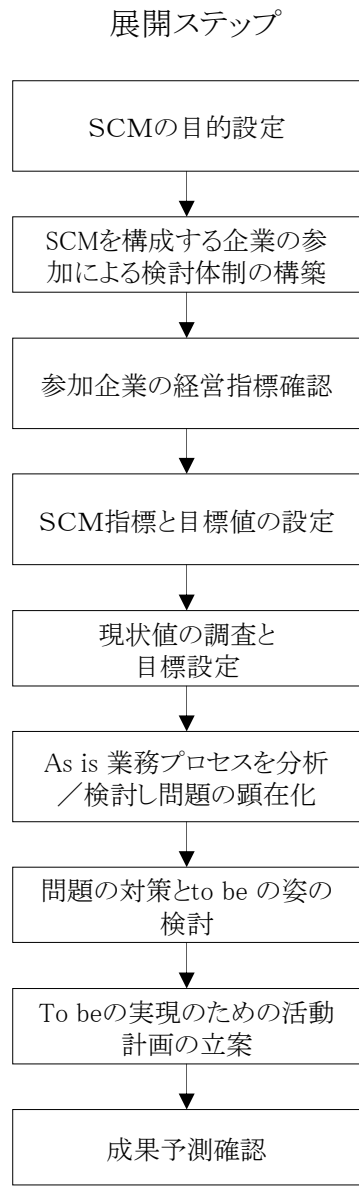 展開ステップ
SCMの目的設定
SCMを構成する企業の参
加による検討体制の構築
参加企業の経営指標確認
SCM指標と目標値の設定
現状値の調査と
目標設定
As is 業務プロセスを分析
／検討し問題の顕在化
問題の対策とto be の姿の
検討
To beの実現のための活動
計画の立案
成果予測確認